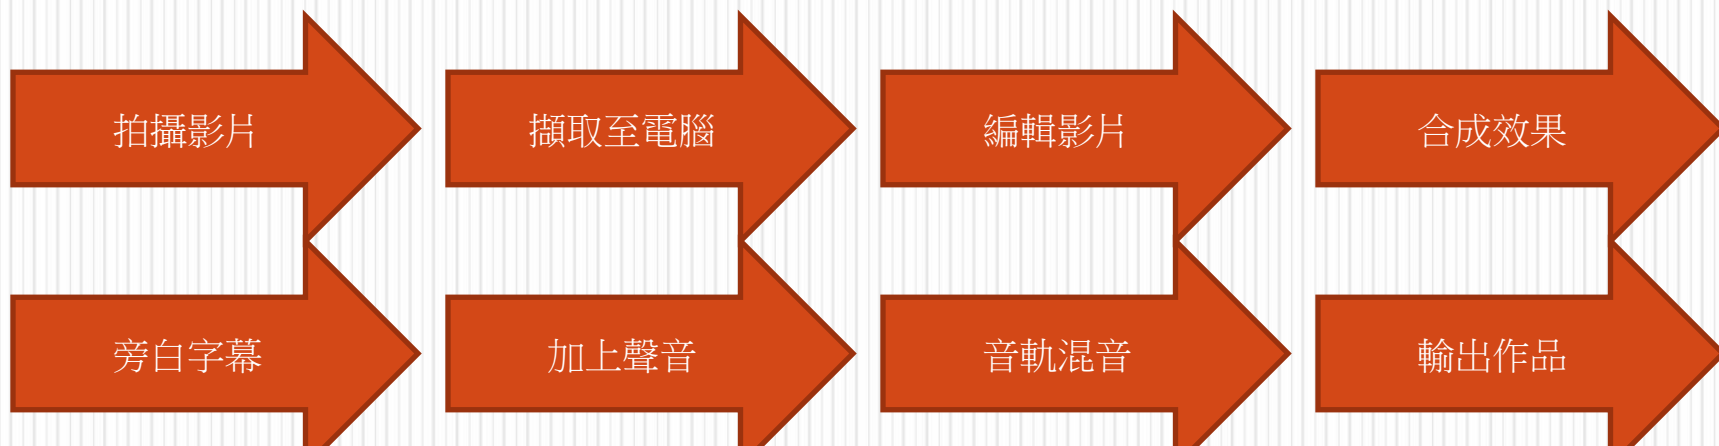 拍攝影片
擷取至電腦
編輯影片
合成效果
旁白字幕
加上聲音
音軌混音
輸出作品